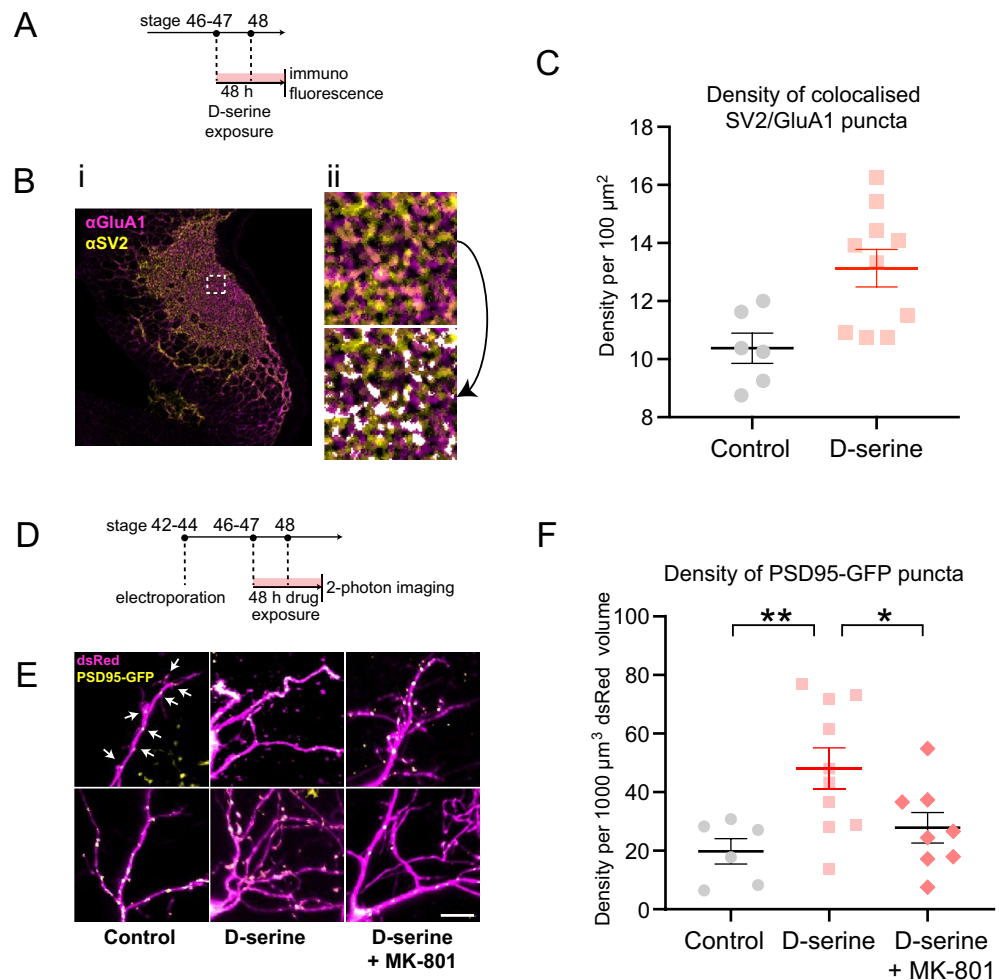 A
stage 46-47 48
48 h
D-serine
exposure
immuno
fluorescence
B
i
αGluA1
αSV2
ii
C
Density of colocalised
SV2/GluA1 puncta
Density per 100 µm²
18
16
14
12
10
8
Control
D-serine
D
stage 42-44 46-47 48
electroporation
48 h drug
exposure
2-photon imaging
E
dsRed
PSD95-GFP
Control
D-serine
D-serine
+ MK-801
F
Density of PSD95-GFP puncta
Density per 1000 µm³ dsRed volume
100
80
60
40
20
0
**
*
Control
D-serine
D-serine
+ MK-801